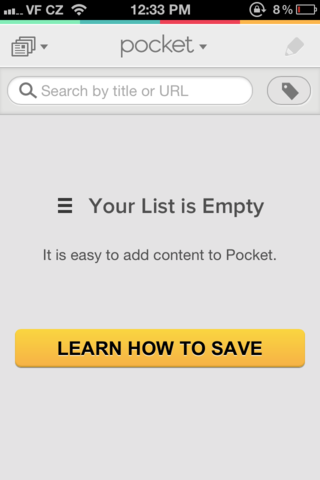 VF CZ 12:33 PM 8%
pocket
Search by title or URL
Your List is Empty
It is easy to add content to Pocket.
LEARN HOW TO SAVE